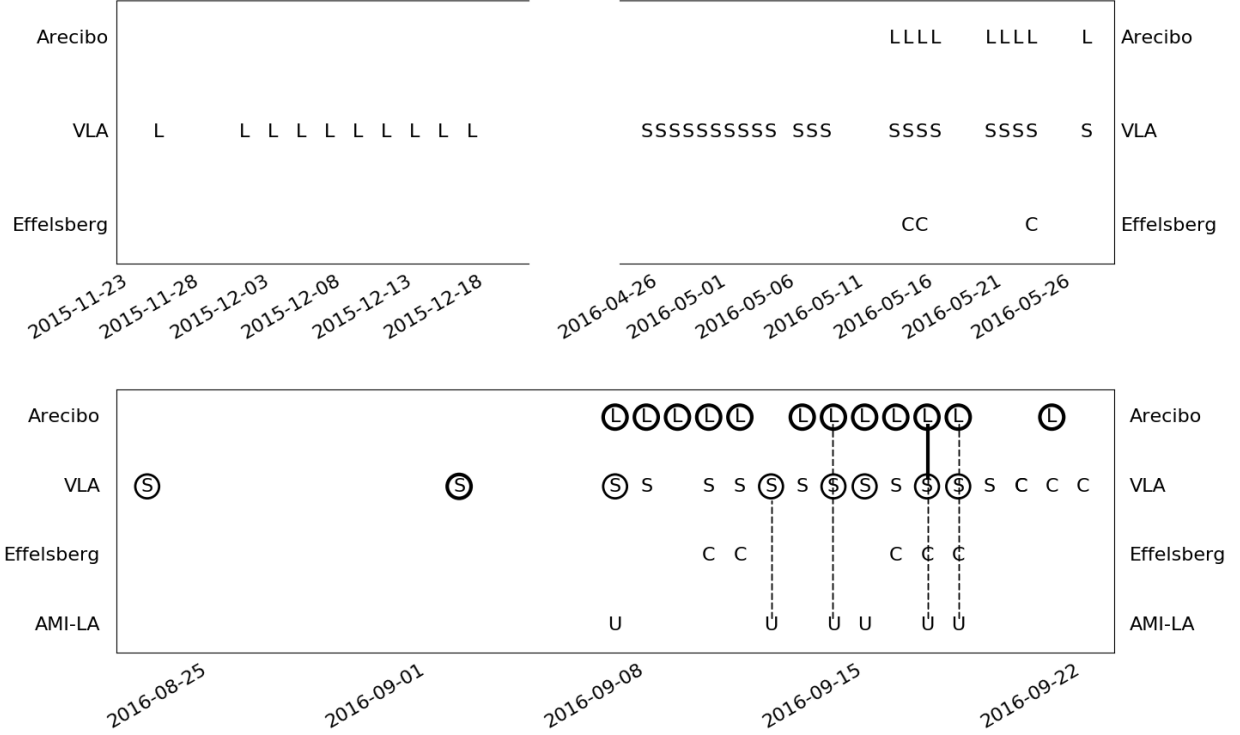 Arecibo LLLL LLLL L Arecibo
VLA L L L L L L L L L L SSSSSSSSSS SSS SSSS SSSS S VLA
Effelsberg CC C Effelsberg
2015-11-23 2015-11-28 2015-12-03 2015-12-08 2015-12-13 2015-12-18 2016-04-26 2016-05-01 2016-05-06 2016-05-11 2016-05-16 2016-05-21 2016-05-26
Arecibo L L L L L L L L L L L L Arecibo
VLA S S S S S S S S S S S S S S S C C C VLA
Effelsberg C C C C C Effelsberg
AMI-LA U U U U U U AMI-LA
2016-08-25 2016-09-01 2016-09-08 2016-09-15 2016-09-22